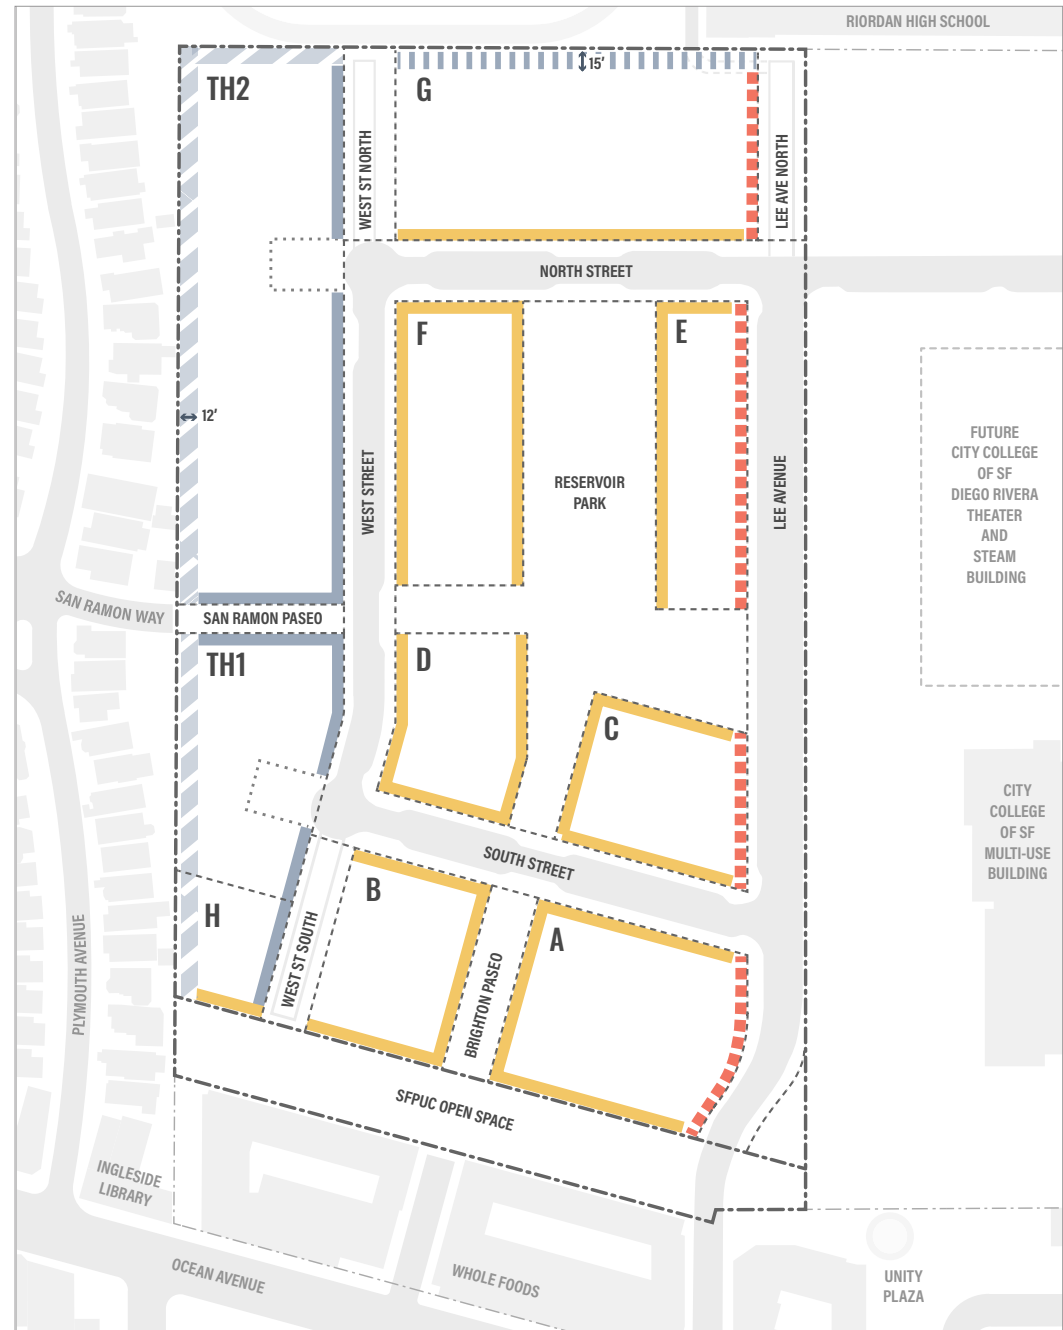 RIORDAN HIGH SCHOOL
15'
TH2
G
WEST ST NORTH
LEE AVE NORTH
NORTH STREET
F
E
12'
WEST STREET
RESERVOIR
PARK
LEE AVENUE
FUTURE
CITY COLLEGE
OF SF
DIEGO RIVERA
THEATER
AND
STEAM
BUILDING
SAN RAMON WAY
SAN RAMON PASEO
TH1
D
C
CITY
COLLEGE
OF SF
MULTI-USE
BUILDING
SOUTH STREET
B
H
A
PLYMOUTH AVENUE
WEST ST SOUTH
BRIGHTON PASEO
SFPUC OPEN SPACE
INGLESIDE
LIBRARY
OCEAN AVENUE
WHOLE FOODS
UNITY
PLAZA